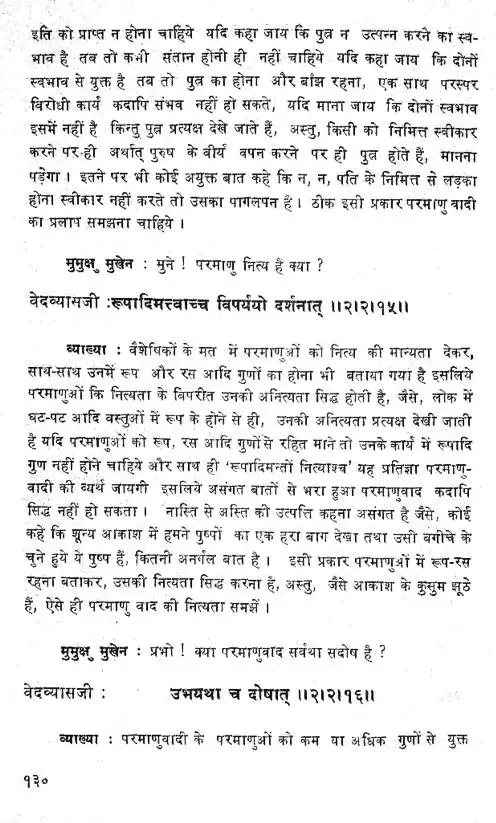 इति को प्राप्त न होना चाहिये यदि कहा जाय कि पुत्र न उत्पन्न करने का स्व-
भाव है तब तो कभी संतान होनी ही नहीं चाहिये यदि कहा जाय कि दोनों
स्वभाव से युक्त है तब तो पुत्र का होना और बांझ रहना, एक साथ परस्पर
विरोधी कार्य कदापि संभव नहीं हो सकते, यदि माना जाय कि दोनों स्वभाव
इसमें नहीं है किन्तु पुत्र प्रत्यक्ष देखे जाते हैं, अस्तु, किसी को निमित्त स्वीकार
करने पर ही अर्थात् पुरुष के वीर्य वपन करने पर ही पुत्र होते हैं, मानना
पड़ेगा । इतने पर भी कोई अयुक्त बात कहे कि न, न, पति के निमित्त से लड़का
होना स्वीकार नहीं करते तो उसका पागलपन है । ठीक इसी प्रकार परमाणु वादी
का प्रलाप समझना चाहिये ।
मुमुक्षु मुखेन : मुने ! परमाणु नित्य हैं क्या ?
वेदव्यासजी : रूपादिमत्त्वाच्च विपर्ययो दर्शनात् ।।२।२।१५।।
व्याख्या : वैशेषिकों के मत में परमाणुओं को नित्य की मान्यता देकर,
साथ-साथ उनमें रूप और रस आदि गुणों का होना भी बताया गया है इसलिये
परमाणुओं कि नित्यता के विपरीत उनकी अनित्यता सिद्ध होती है, जैसे, लोक में
घट-पट आदि वस्तुओं में रूप के होने से ही, उनकी अनित्यता प्रत्यक्ष देखी जाती
है यदि परमाणुओं को रूप, रस आदि गुणों से रहित माने तो उनके कार्य में रूपादि
गुण नहीं होने चाहिये और साथ ही 'रूपादिमन्तों नित्याश्च' यह प्रतिज्ञा परमाणु-
वादी की व्यर्थ जायगी इसलिये असंगत बातों से भरा हुआ परमाणुवाद कदापि
सिद्ध नहीं हो सकता । नास्ति से अस्ति की उत्पत्ति कहना असंगत है जैसे, कोई
कहे कि शून्य आकाश में हमने पुष्पों का एक हरा बाग देखा तथा उसी बगीचे के
चुने हुये ये पुष्प हैं, कितनी अनर्गल बात है । इसी प्रकार परमाणुओं में रूप-रस
रहना बताकर, उसकी नित्यता सिद्ध करना है, अस्तु, जैसे आकाश के कुसुम झूठे
हैं, ऐसे ही परमाणु वाद की नित्यता समझें ।
मुमुक्षु मुखेन : प्रभो ! क्या परमाणुवाद सर्वथा सदोष है ?
वेदव्यासजी : उभयथा च दोषात् ।।२।२।१६।।
व्याख्या : परमाणुवादी के परमाणुओं को कम या अधिक गुणों से युक्त
१३०